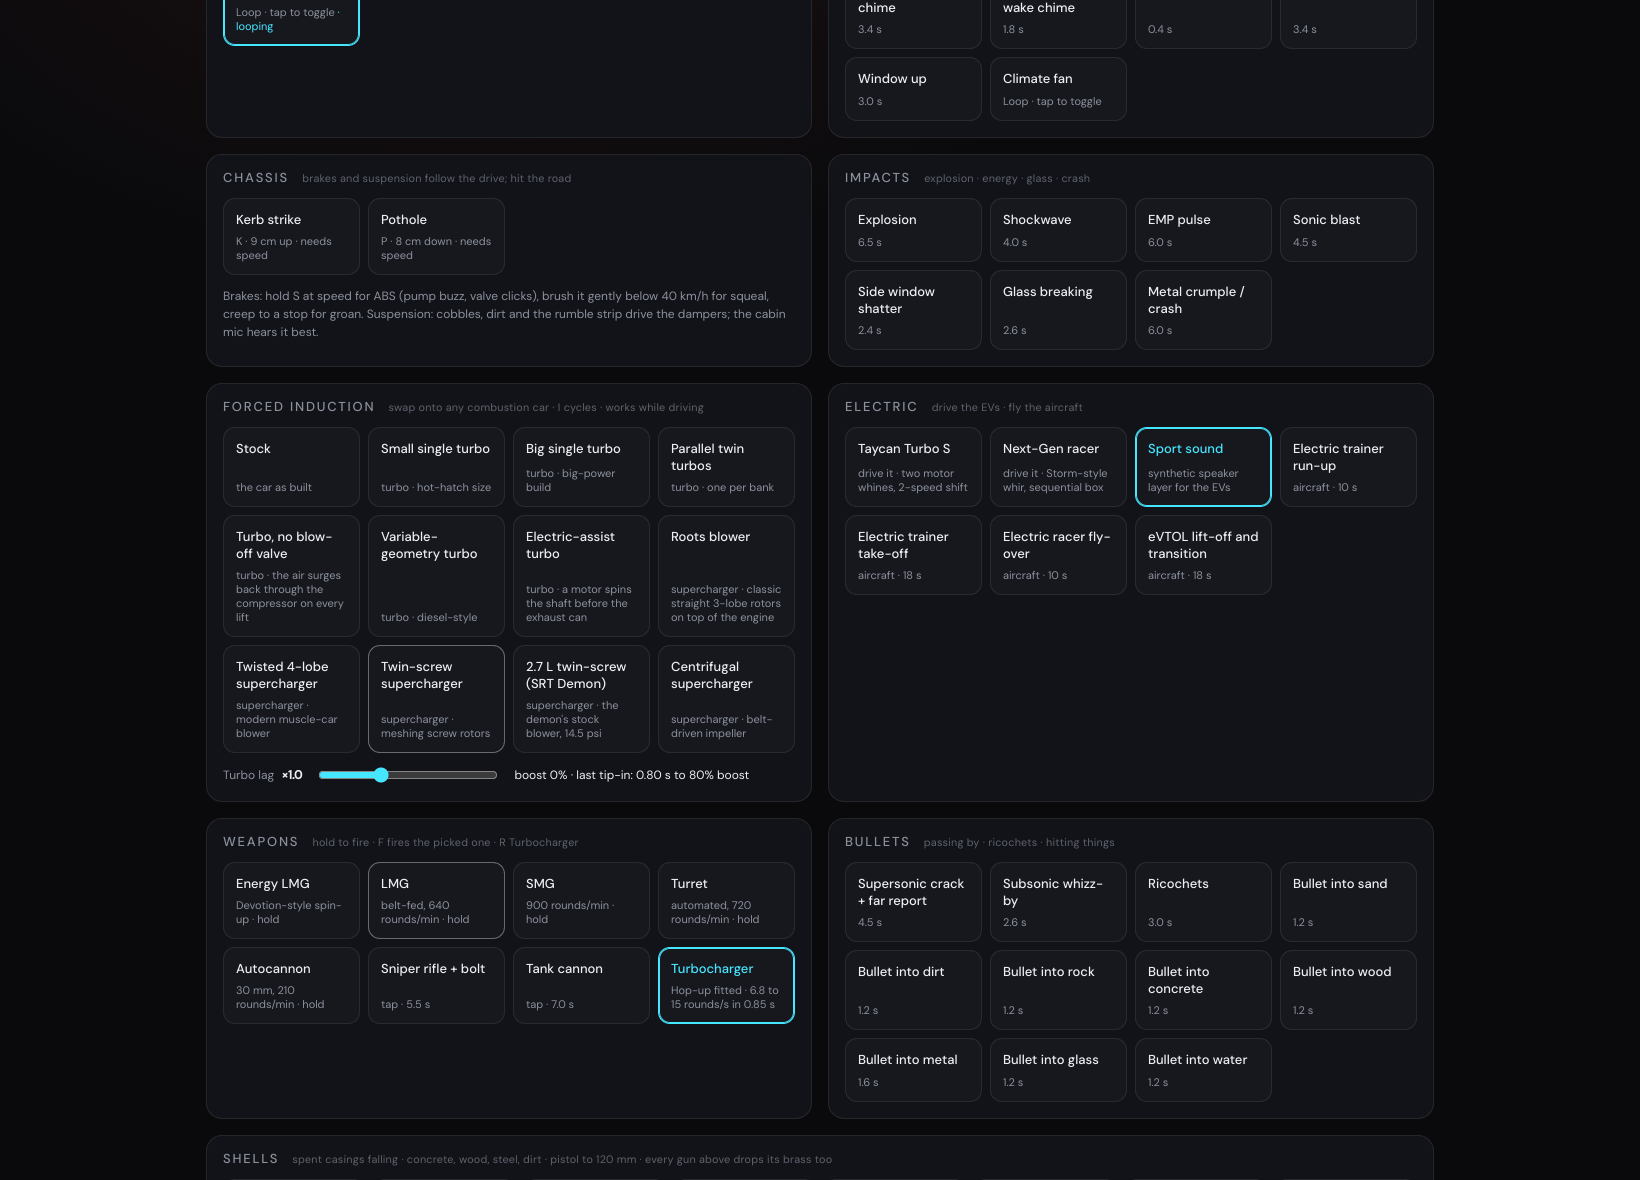 Loop · tap to toggle ·
looping
chime
3.4 s
wake chime
1.8 s
0.4 s
3.4 s
Window up
3.0 s
Climate fan
Loop · tap to toggle
CHASSIS brakes and suspension follow the drive; hit the road
Kerb strike
K · 9 cm up · needs
speed
Pothole
P · 8 cm down · needs
speed
Brakes: hold S at speed for ABS (pump buzz, valve clicks), brush it gently below 40 km/h for squeal,
creep to a stop for groan. Suspension: cobbles, dirt and the rumble strip drive the dampers; the cabin
mic hears it best.
IMPACTS explosion · energy · glass · crash
Explosion
6.5 s
Shockwave
4.0 s
EMP pulse
6.0 s
Sonic blast
4.5 s
Side window
shatter
2.4 s
Glass breaking
2.6 s
Metal crumple /
crash
6.0 s
FORCED INDUCTION swap onto any combustion car · I cycles · works while driving
Stock
the car as built
Small single turbo
turbo · hot-hatch size
Big single turbo
turbo · big-power
build
Parallel twin
turbos
turbo · one per bank
Turbo, no blow-
off valve
turbo · the air surges
back through the
compressor on every
lift
Variable-
geometry turbo
turbo · diesel-style
Electric-assist
turbo
turbo · a motor spins
the shaft before the
exhaust can
Roots blower
supercharger · classic
straight 3-lobe rotors
on top of the engine
Twisted 4-lobe
supercharger
supercharger ·
modern muscle-car
blower
Twin-screw
supercharger
supercharger ·
meshing screw rotors
2.7 L twin-screw
(SRT Demon)
supercharger · the
demon's stock
blower, 14.5 psi
Centrifugal
supercharger
supercharger · belt-
driven impeller
Turbo lag ×1.0 boost 0% · last tip-in: 0.80 s to 80% boost
ELECTRIC drive the EVs · fly the aircraft
Taycan Turbo S
drive it · two motor
whines, 2-speed shift
Next-Gen racer
drive it · Storm-style
whir, sequential box
Sport sound
synthetic speaker
layer for the EVs
Electric trainer
run-up
aircraft · 10 s
Electric trainer
take-off
aircraft · 18 s
Electric racer fly-
over
aircraft · 10 s
eVTOL lift-off and
transition
aircraft · 18 s
WEAPONS hold to fire · F fires the picked one · R Turbocharger
Energy LMG
Devotion-style spin-
up · hold
LMG
belt-fed, 640
rounds/min · hold
SMG
900 rounds/min ·
hold
Turret
automated, 720
rounds/min · hold
Autocannon
30 mm, 210
rounds/min · hold
Sniper rifle + bolt
tap · 5.5 s
Tank cannon
tap · 7.0 s
Turbocharger
Hop-up fitted · 6.8 to
15 rounds/s in 0.85 s
BULLETS passing by · ricochets · hitting things
Supersonic crack
+ far report
4.5 s
Subsonic whizz-
by
2.6 s
Ricochets
3.0 s
Bullet into sand
1.2 s
Bullet into dirt
1.2 s
Bullet into rock
1.2 s
Bullet into
concrete
1.2 s
Bullet into wood
1.2 s
Bullet into metal
1.6 s
Bullet into glass
1.2 s
Bullet into water
1.2 s
SHELLS spent casings falling · concrete, wood, steel, dirt · pistol to 120 mm · every gun above drops its brass too